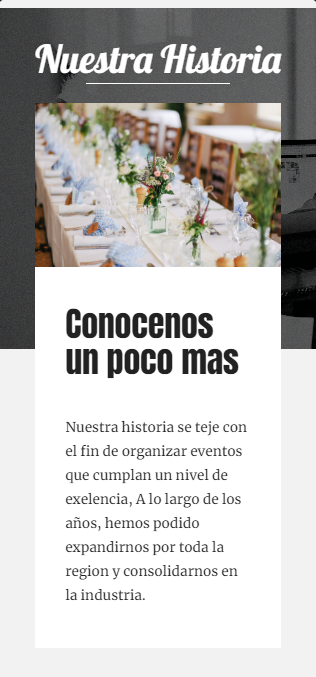 Nuestra Historia
Conocenos
un poco mas
Nuestra historia se teje con
el fin de organizar eventos
que cumplan un nivel de
exelencia, A lo largo de los
años, hemos podido
expandirnos por toda la
region y consolidarnos en
la industria.